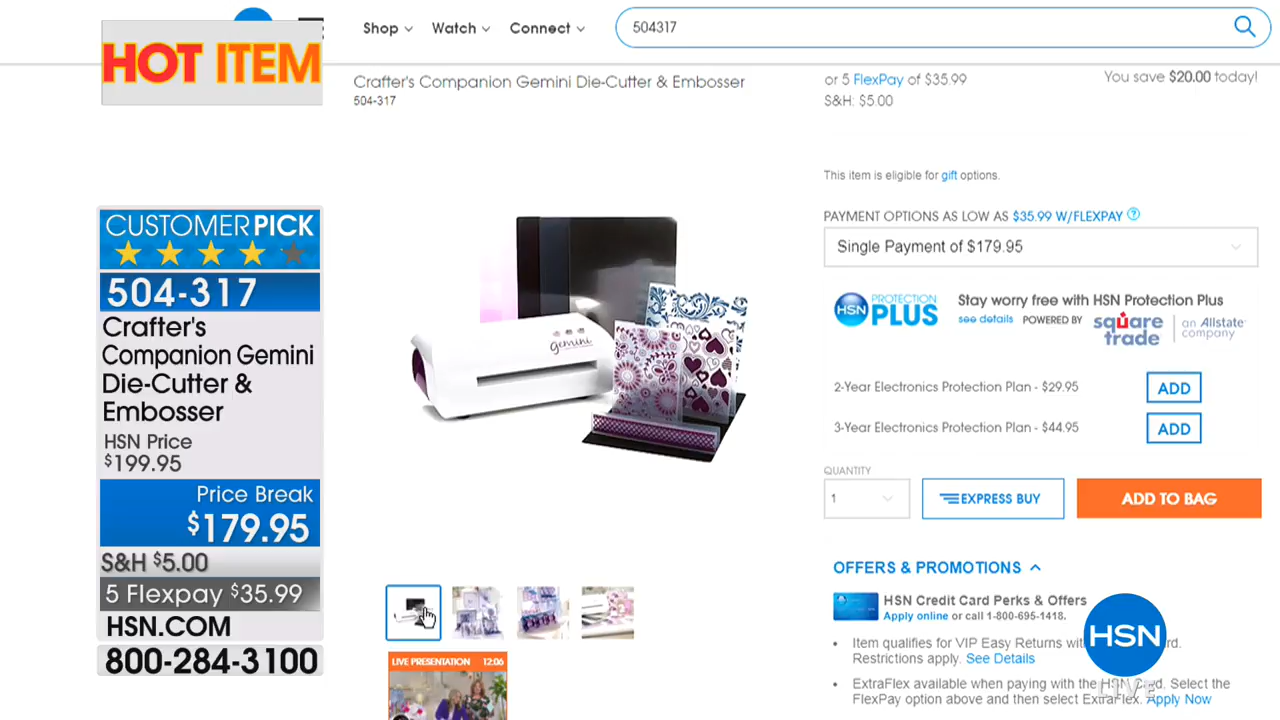 HOT ITEM
Shop
Watch
Connect
504317
Crafter's Companion Gemini Die-Cutter & Embosser
504-317
or 5 FlexPay of $35.99
You save $20.00 today!
S&H: $5.00
This item is eligible for gift options.
PAYMENT OPTIONS AS LOW AS $35.99 W/FLEXPAY ?
Single Payment of $179.95
HSN PROTECTION PLUS
Stay worry free with HSN Protection Plus
see details POWERED BY square trade | an Allstate company
2-Year Electronics Protection Plan - $29.95 ADD
3-Year Electronics Protection Plan - $44.95 ADD
QUANTITY
1
EXPRESS BUY
ADD TO BAG
OFFERS & PROMOTIONS
HSN Credit Card Perks & Offers
Apply online or call 1-800-695-1418.
• Item qualifies for VIP Easy Returns rd.
Restrictions apply. See Details
• ExtraFlex available when paying with the HSN Card. Select the
FlexPay option above and then select ExtraFlex. Apply Now
gemini
CUSTOMER PICK
504-317
Crafter's
Companion Gemini
Die-Cutter &
Embosser
HSN Price
$199.95
Price Break
$179.95
S&H $5.00
5 Flexpay $35.99
HSN.COM
800-284-3100
LIVE PRESENTATION 12:06
HSN
LIVE